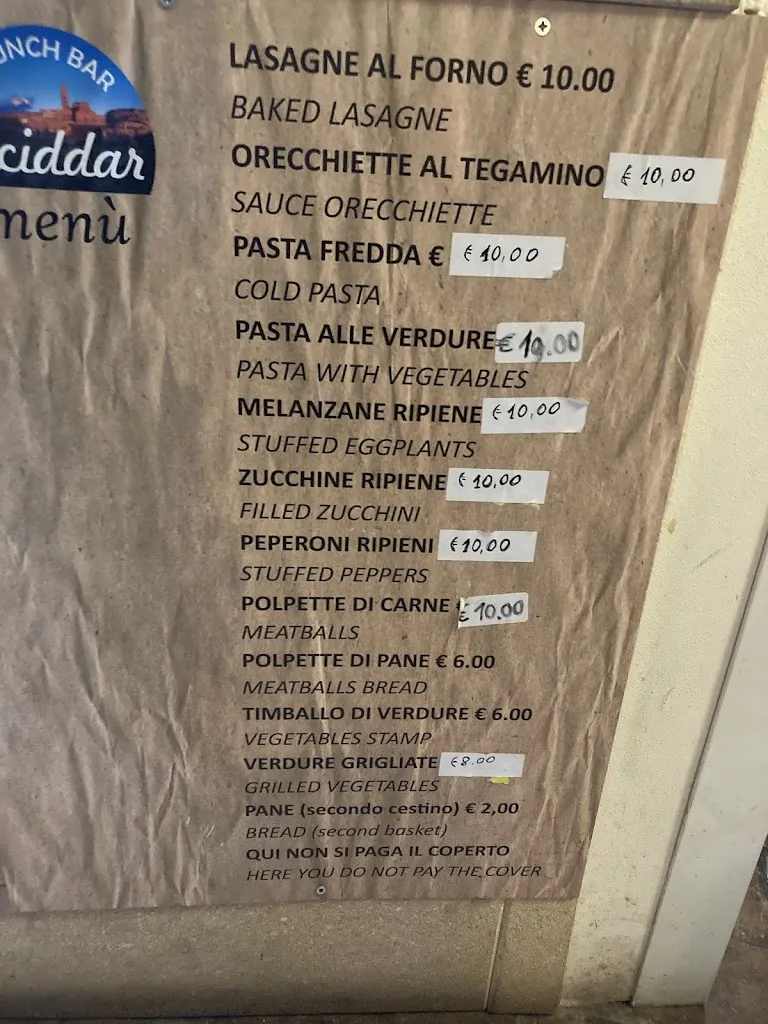 UNCH BAR
ciddar
menù
LASAGNE AL FORNO € 10.00
BAKED LASAGNE
ORECCHIETTE AL TEGAMINO € 10,00
SAUCE ORECCHIETTE
PASTA FREDDA € € 10,00
COLD PASTA
PASTA ALLE VERDURE € 10.00
PASTA WITH VEGETABLES
MELANZANE RIPIENE € 10,00
STUFFED EGGPLANTS
ZUCCHINE RIPIENE € 10,00
FILLED ZUCCHINI
PEPERONI RIPIENI € 10,00
STUFFED PEPPERS
POLPETTE DI CARNE € 10.00
MEATBALLS
POLPETTE DI PANE € 6.00
MEATBALLS BREAD
TIMBALLO DI VERDURE € 6.00
VEGETABLES STAMP
VERDURE GRIGLIATE € 8.00
GRILLED VEGETABLES
PANE (secondo cestino) € 2,00
BREAD (second basket)
QUI NON SI PAGA IL COPERTO
HERE YOU DO NOT PAY THE COVER